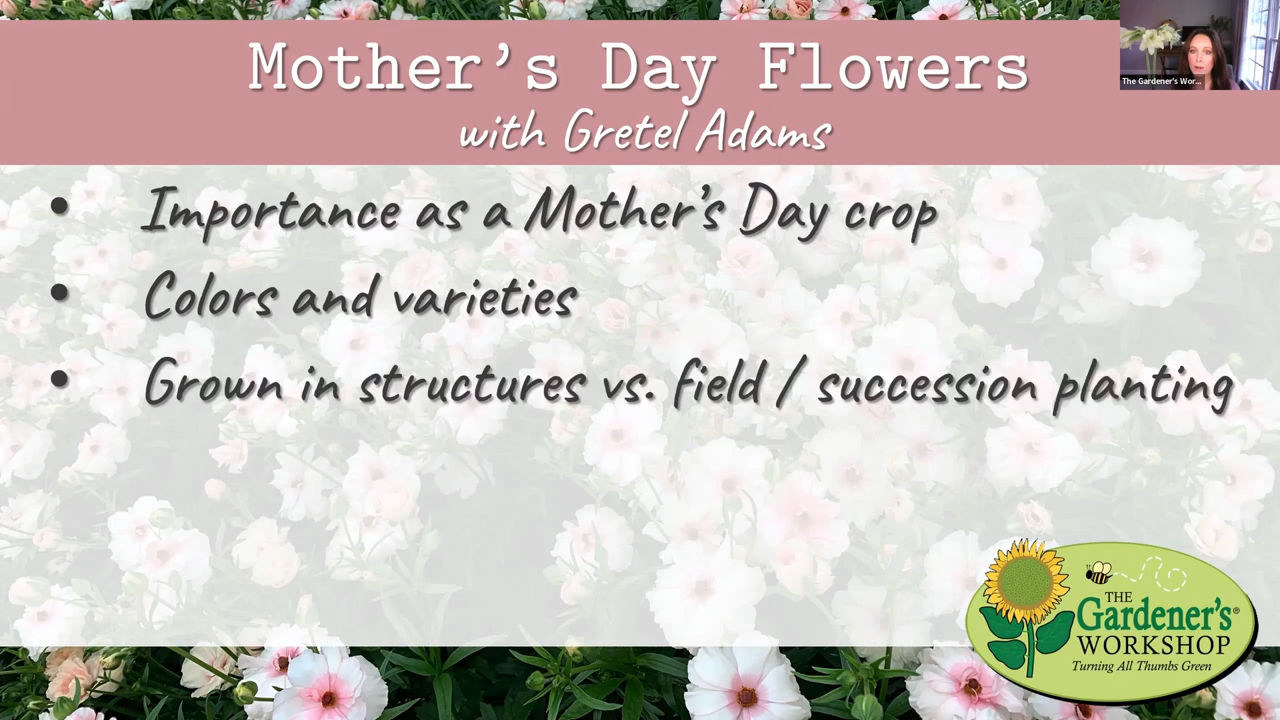 Mother's Day Flowers
with Gretel Adams
The Gardener's Wor...
• Importance as a Mother's Day crop
• Colors and varieties
• Grown in structures vs. field / succession planting
THE
Gardener's®
WORKSHOP
Turning All Thumbs Green